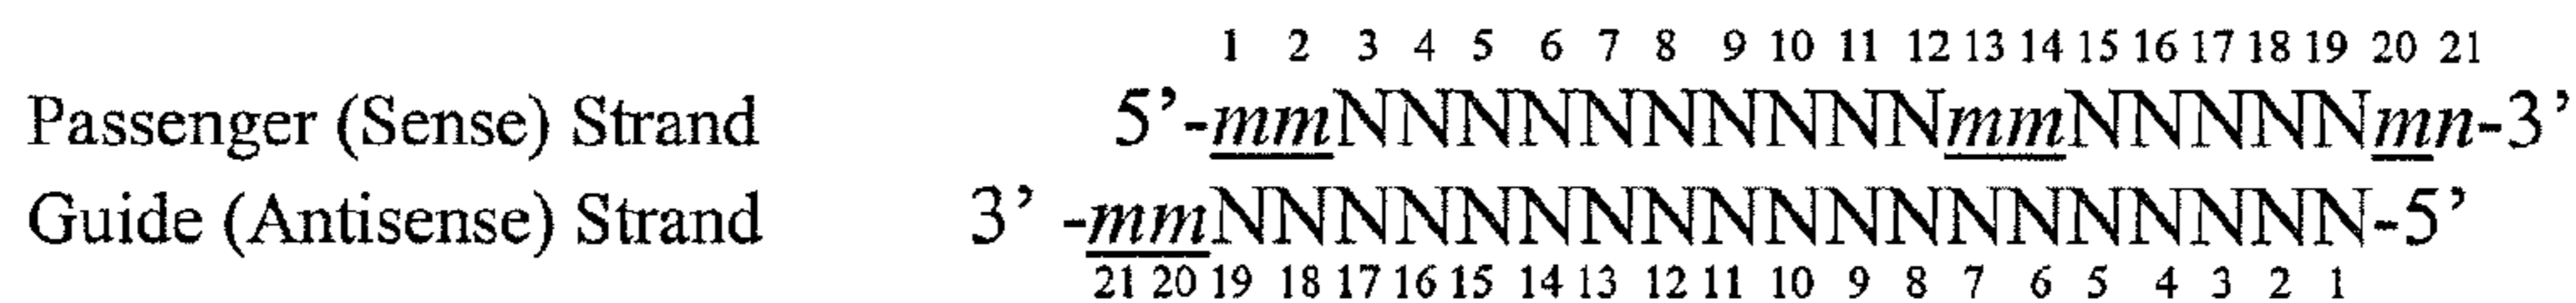 1 2 3 4 5 6 7 8 9 10 11 12 13 14 15 16 17 18 19 20 21
Passenger (Sense) Strand 5’-mmNNNNNNNNNNmmNNNNNmn-3’
Guide (Antisense) Strand 3’ -mmNNNNNNNNNNNNNNNNNNN-5’
21 20 19 18 17 16 15 14 13 12 11 10 9 8 7 6 5 4 3 2 1